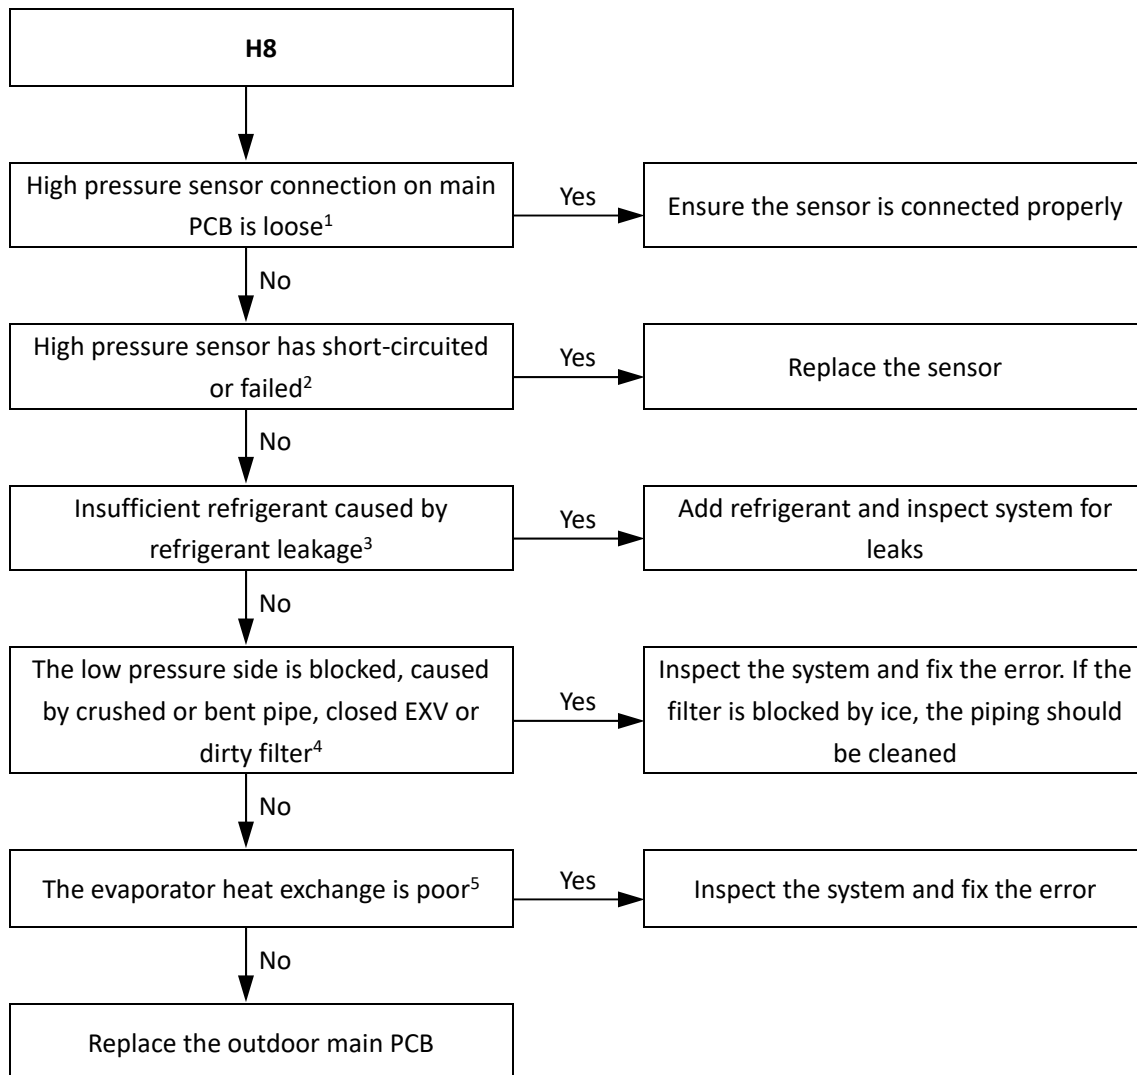 H8
High pressure sensor connection on main
PCB is loose1
Yes
Ensure the sensor is connected properly
No
High pressure sensor has short-circuited
or failed2
Yes
Replace the sensor
No
Insufficient refrigerant caused by
refrigerant leakage3
Yes
Add refrigerant and inspect system for
leaks
No
The low pressure side is blocked, caused
by crushed or bent pipe, closed EXV or
dirty filter4
Yes
Inspect the system and fix the error. If the
filter is blocked by ice, the piping should
be cleaned
No
The evaporator heat exchange is poor5
Yes
Inspect the system and fix the error
No
Replace the outdoor main PCB